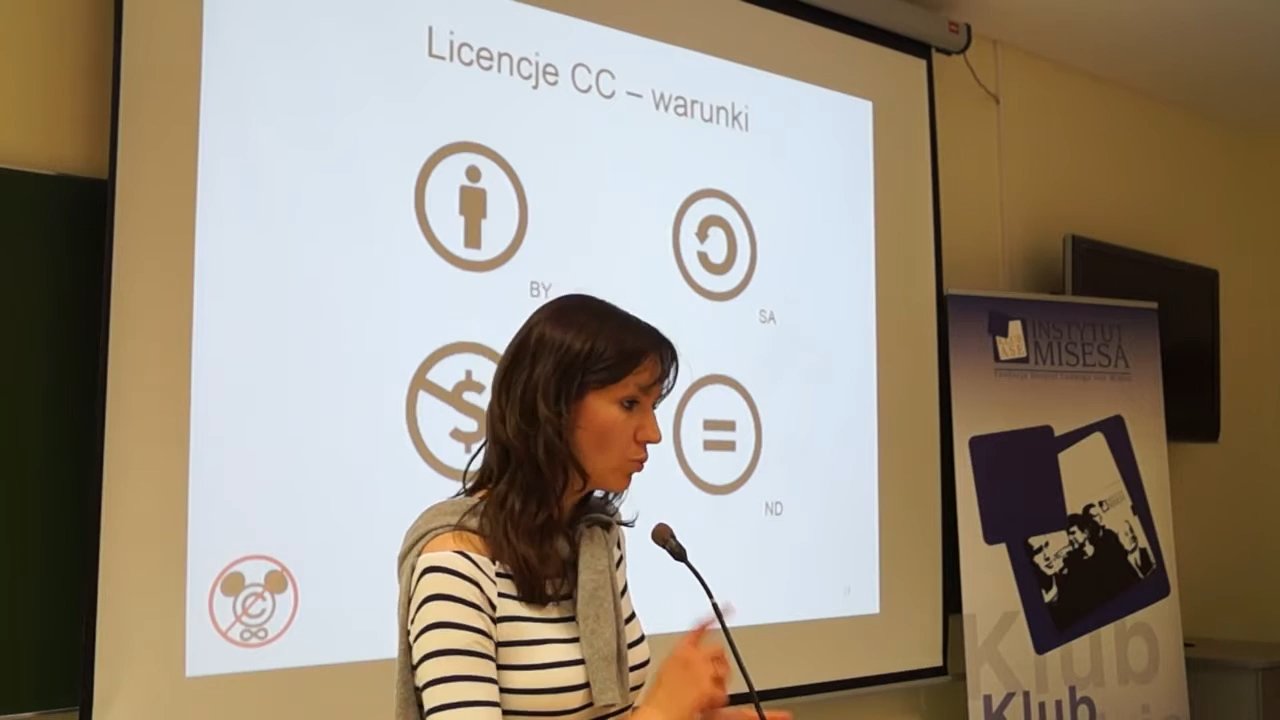 Licencje CC – warunki
BY
SA
$
=
ND
C
INSTYTUT
MISESA
Klub
Klub